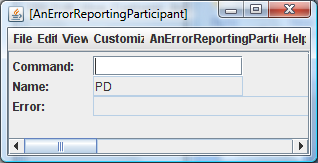 [AnErrorReportingParticipant]
File Edit View Customiz AnErrorReportingPartic Help
Command:
Name: PD
Error: